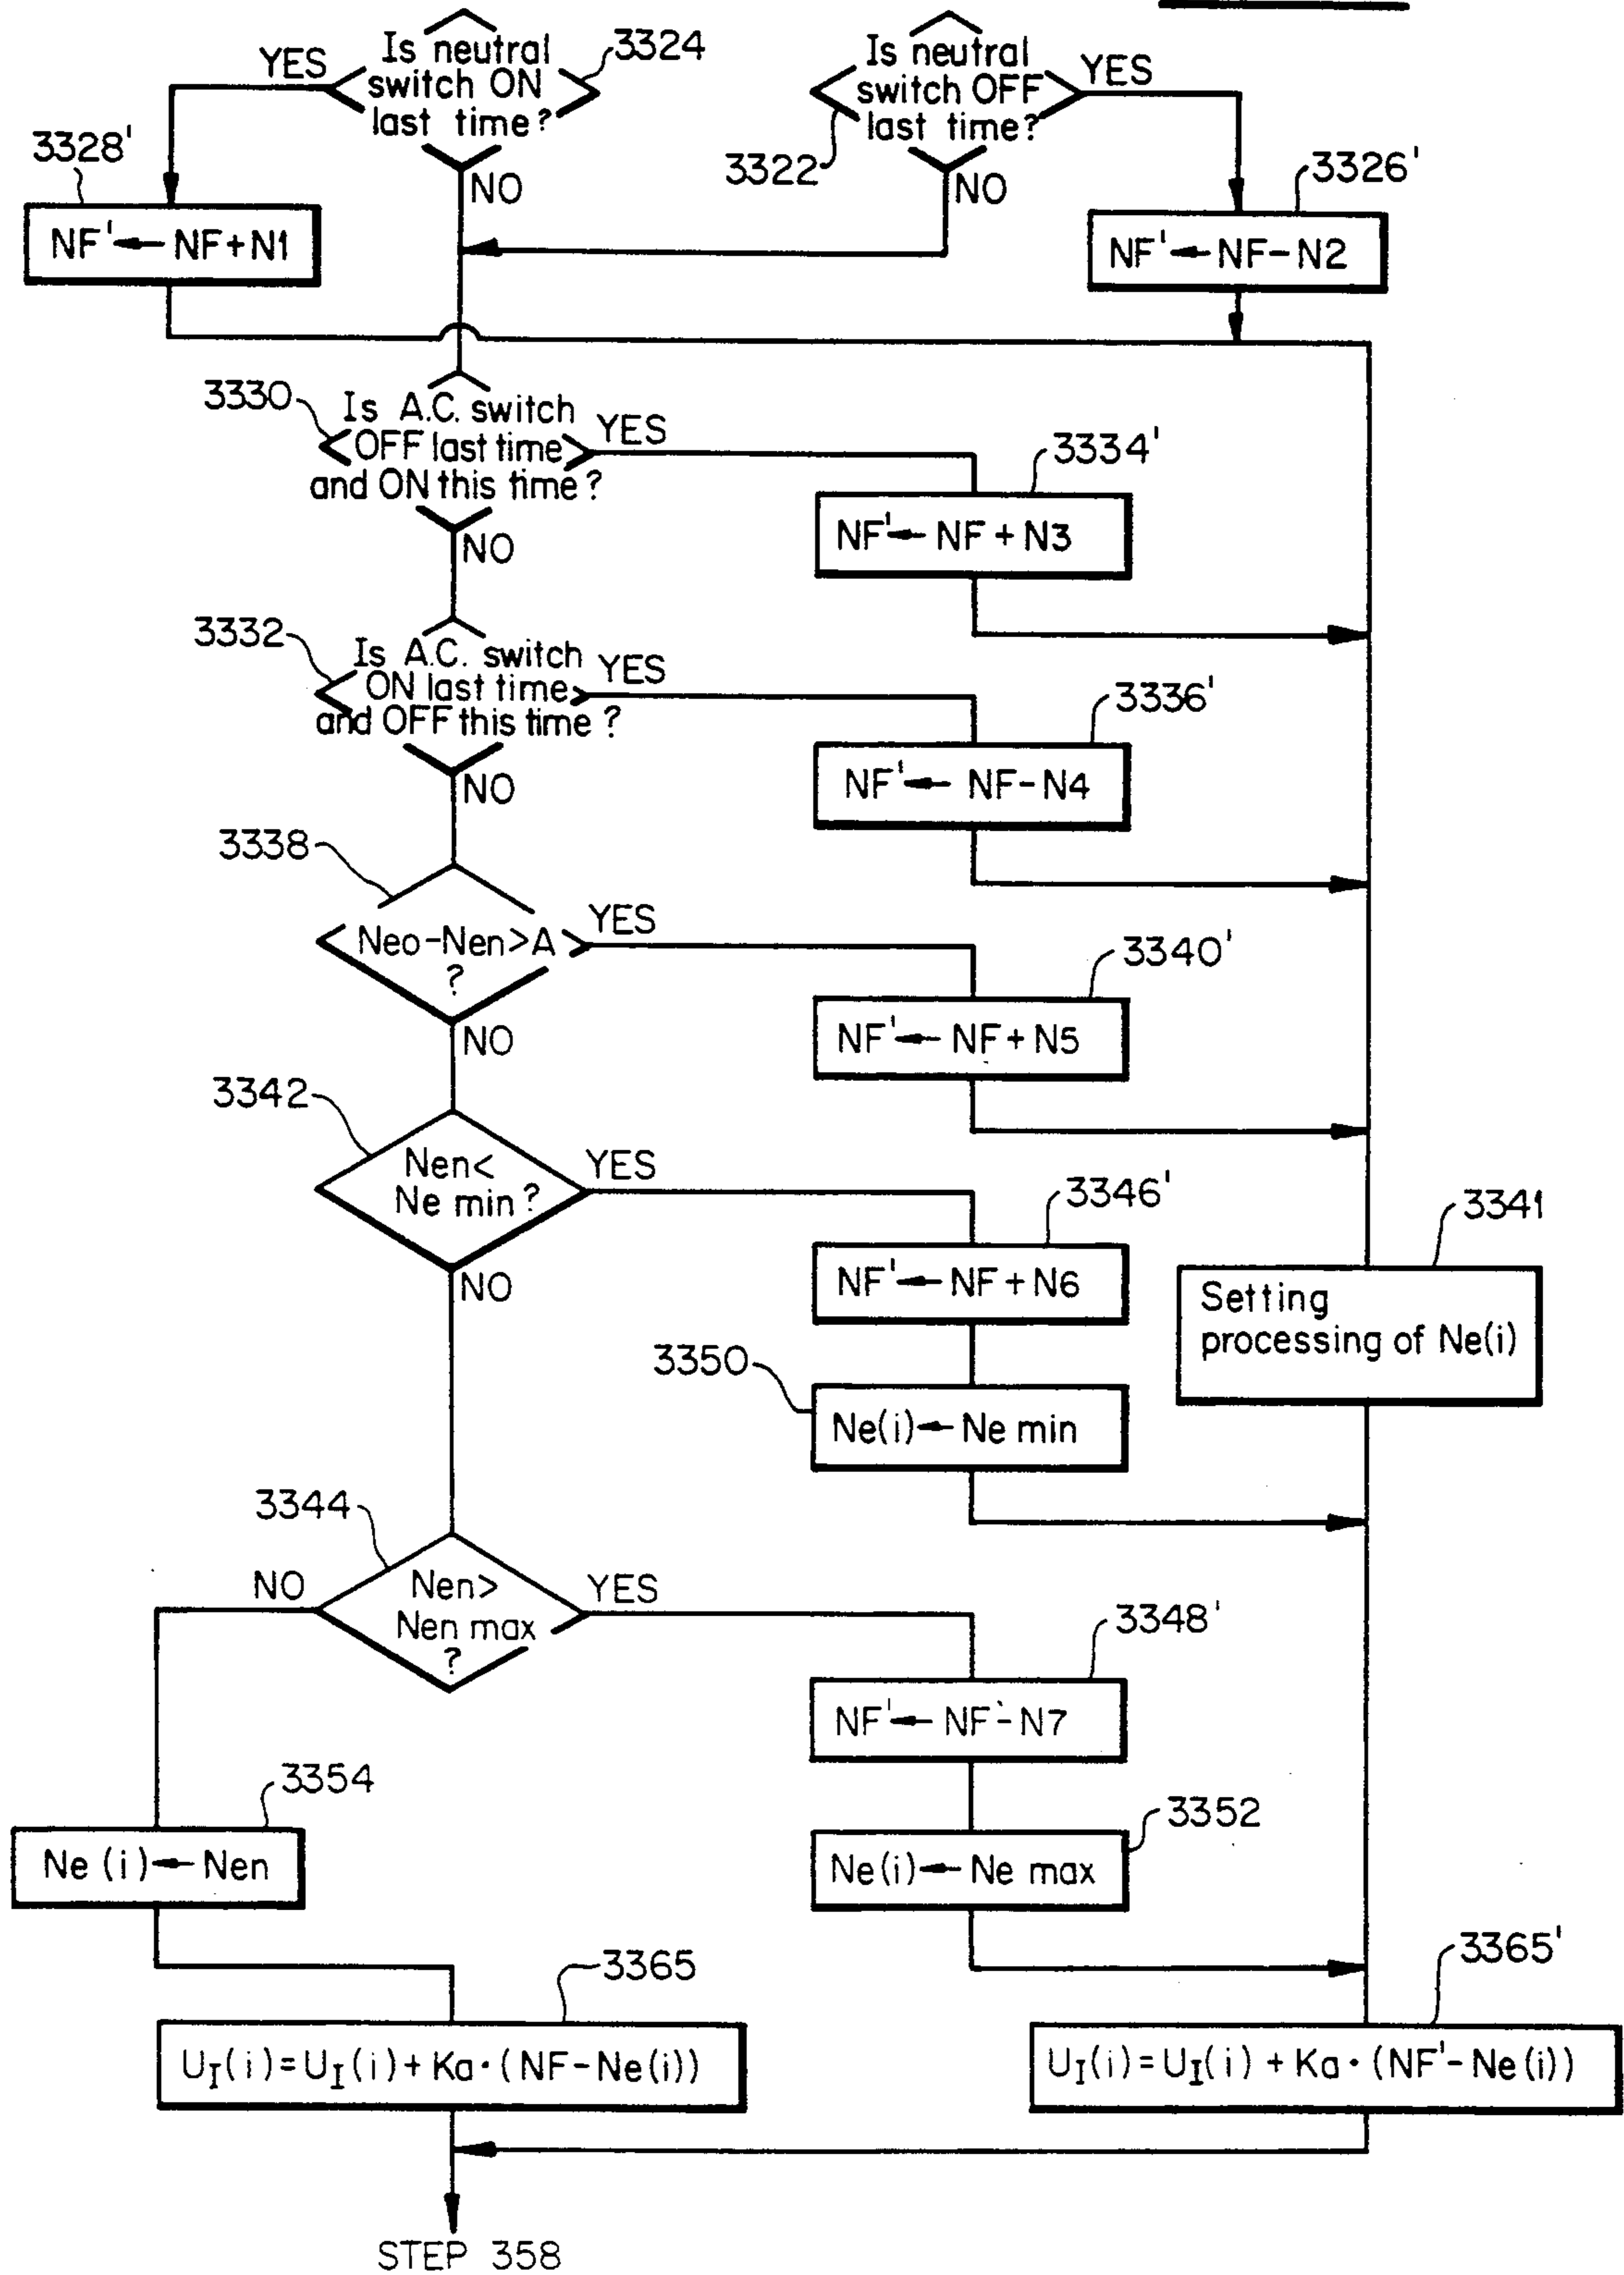 Is neutral
switch ON
last time?
3324
YES
NO
Is neutral
switch OFF
last time?
3322
YES
NO
3328'
NF'← NF+N1
3326'
NF'← NF-N2
3330
Is A.C. switch
OFF last time
and ON this time?
YES
NO
3334'
NF'← NF+N3
3332
Is A.C. switch
ON last time
and OFF this time?
YES
NO
3336'
NF'← NF-N4
3338
Neo-Nen>A
?
YES
NO
3340'
NF'← NF+N5
3342
Nen<
Ne min?
YES
NO
3346'
NF'← NF+N6
3341
Setting
processing of Ne(i)
3350
Ne(i)← Ne min
3344
Nen>
Nen max
?
NO
YES
3348'
NF'← NF-N7
3354
Ne (i)← Nen
3352
Ne(i)← Ne max
3365
U_I(i)=U_I(i)+Ka·(NF-Ne(i))
3365'
U_I(i)=U_I(i)+Ka·(NF'-Ne(i))
STEP 358